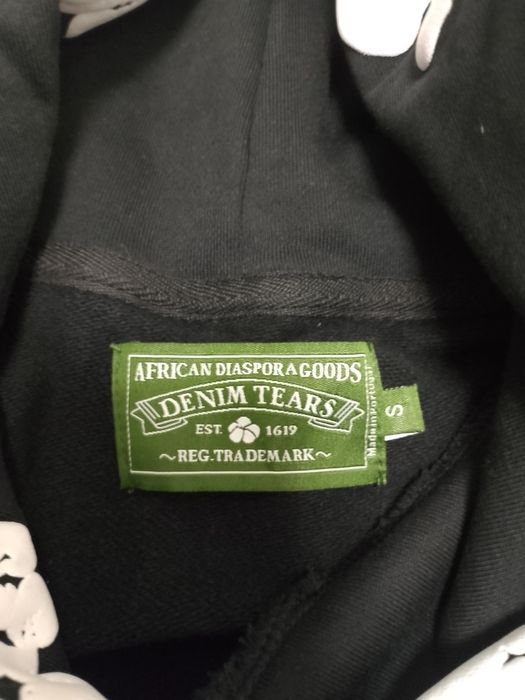 AFRICAN DIASPORA GOODS
DENIM TEARS
EST. 1619
~REG. TRADEMARK~
Made in Portugal
S